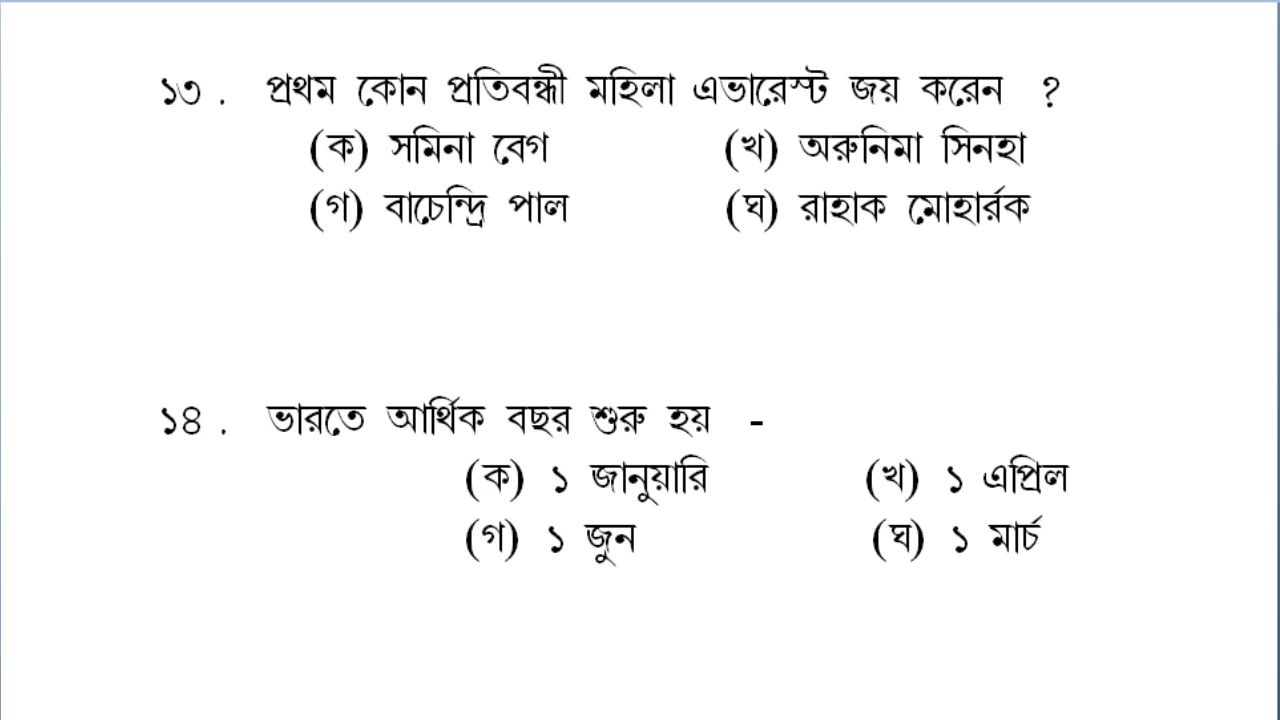 ১৩. প্রথম কোন প্রতিবন্ধী মহিলা এভারেস্ট জয় করেন ?
(ক) সমিনা বেগ (খ) অরুনিমা সিনহা
(গ) বাচেন্দ্রি পাল (ঘ) রাহাক মোহার্রক
১৪. ভারতে আর্থিক বছর শুরু হয় -
(ক) ১ জানুয়ারি (খ) ১ এপ্রিল
(গ) ১ জুন (ঘ) ১ মার্চ